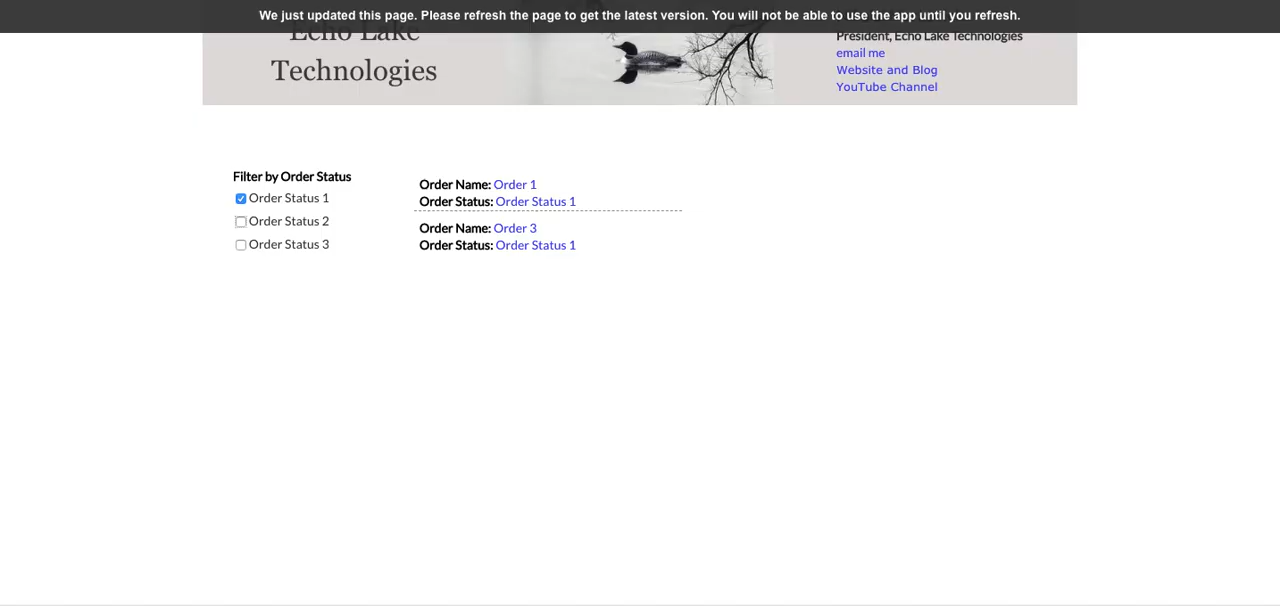 We just updated this page. Please refresh the page to get the latest version. You will not be able to use the app until you refresh.
Echo Lake
Technologies
President, Echo Lake Technologies
email me
Website and Blog
YouTube Channel
Filter by Order Status
Order Status 1
Order Status 2
Order Status 3
Order Name: Order 1
Order Status: Order Status 1
Order Name: Order 3
Order Status: Order Status 1